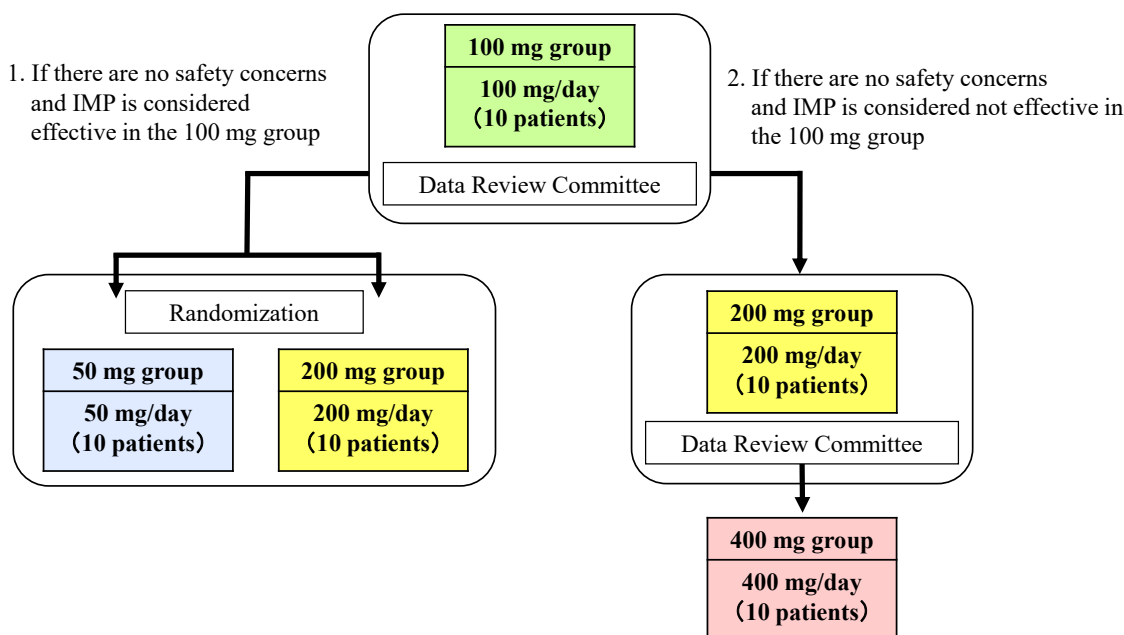 100 mg group
100 mg/day
（10 patients）
Data Review Committee
1. If there are no safety concerns
and IMP is considered
effective in the 100 mg group
2. If there are no safety concerns
and IMP is considered not effective in
the 100 mg group
Randomization
50 mg group
50 mg/day
（10 patients）
200 mg group
200 mg/day
（10 patients）
200 mg group
200 mg/day
（10 patients）
Data Review Committee
400 mg group
400 mg/day
（10 patients）